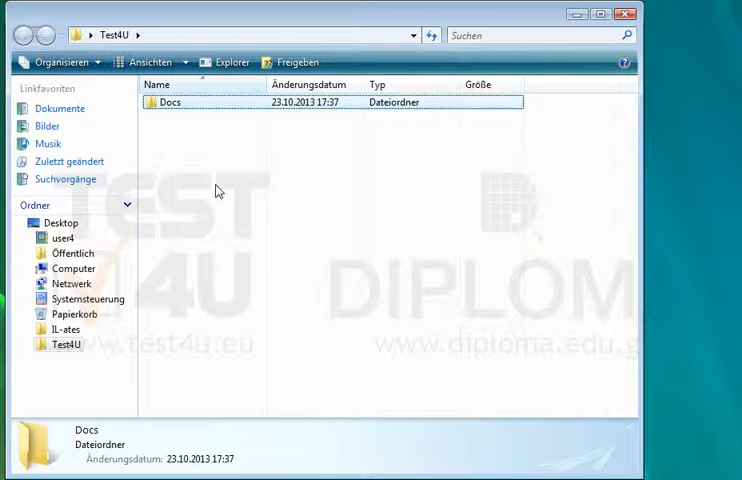 Test4U
Suchen
Organisieren Ansichten Explorer Freigeben
Linkfavoriten
Dokumente
Bilder
Musik
Zuletzt geändert
Suchvorgänge
Ordner
Desktop
user4
Öffentlich
Computer
Netzwerk
Systemsteuerung
Papierkorb
IL-ates
Test4U
Name Änderungsdatum Typ Größe
Docs 23.10.2013 17:37 Dateiordner
TEST
4U
DIPLOM
www.test4u.eu
www.diploma.edu.g
Docs
Dateiordner
Änderungsdatum: 23.10.2013 17:37